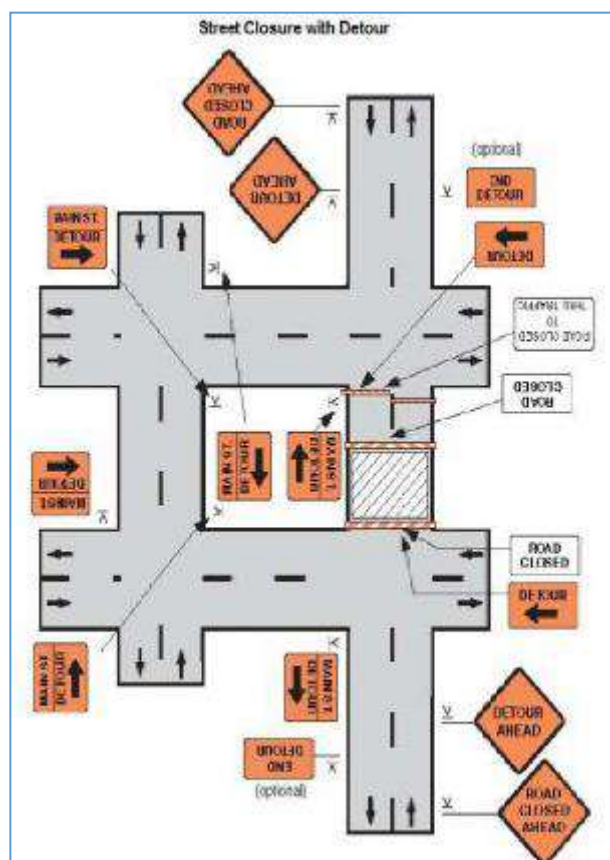 Street Closure with Detour
ROAD
CLOSED
AHEAD
DETOUR
AHEAD
(optional)
END
DETOUR
DETOUR
MAIN ST.
DETOUR
ROAD CLOSED
TO
THRU TRAFFIC
ROAD
CLOSED
MAIN ST.
DETOUR
MAIN ST.
DETOUR
MAIN ST.
DETOUR
ROAD
CLOSED
DETOUR
MAIN ST.
DETOUR
MAIN ST.
DETOUR
DETOUR
AHEAD
END
DETOUR
(optional)
ROAD
CLOSED
AHEAD